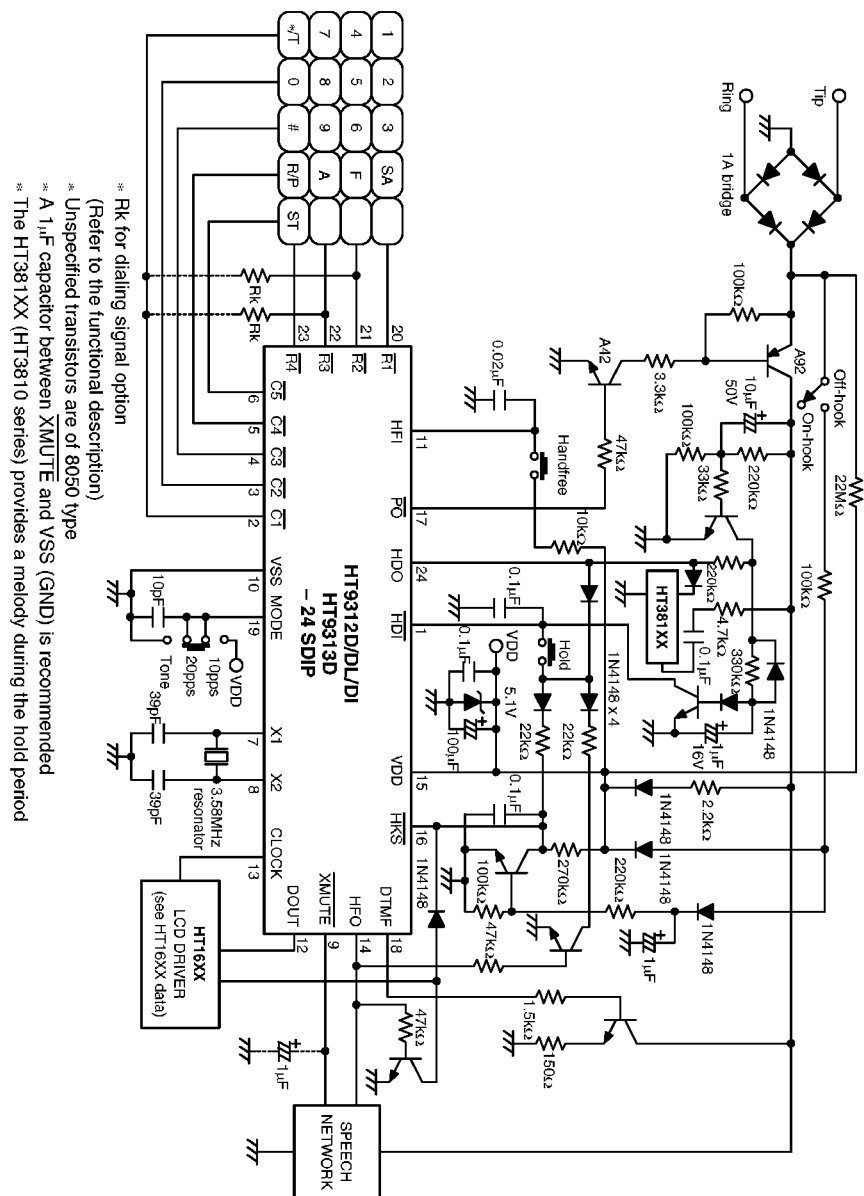 Tip
Ring
1A bridge
Off-hook
On-hook
22MΩ
100kΩ
A92
100kΩ
3.3kΩ
A42
47kΩ
10μF
50V
100kΩ
220kΩ
33kΩ
220kΩ
HT381XX
4.7kΩ
0.1μF
330kΩ
1N4148
1μF
16V
2.2kΩ
1N4148
1N4148
1N4148
0.02μF
Handfree
10kΩ
0.1μF
Hold
1N4148 x 4
22kΩ
22kΩ
VDD
0.1μF
5.1V
100μF
0.1μF
270kΩ
220kΩ
100kΩ
1μF
47kΩ
1N4148
1.5kΩ
150Ω
47kΩ
1μF
SPEECH
NETWORK
1 2 3 SA
4 5 6 F
7 8 9 A
*/T 0 # R/P ST
Rk
Rk
20 21 22 23
R1 R2 R3 R4
6 5 4 3 2
C5 C4 C3 C2 C1
11 17 24 1 15 16
HFI PO HDO HDI VDD HKS
18 14 9 12
DTMF HFO XMUTE DOUT
HT9312D/DL/DI
HT9313D
– 24 SDIP
VSS MODE X1 X2 CLOCK
10 19 7 8 13
10pF
Tone
20pps
10pps
VDD
39pF
39pF
3.58MHz
resonator
HT16XX
LCD DRIVER
(see HT16XX data)
* Rk for dialing signal option
(Refer to the functional description)
* Unspecified transistors are of 8050 type
* A 1μF capacitor between XMUTE and VSS (GND) is recommended
* The HT381XX (HT3810 series) provides a melody during the hold period